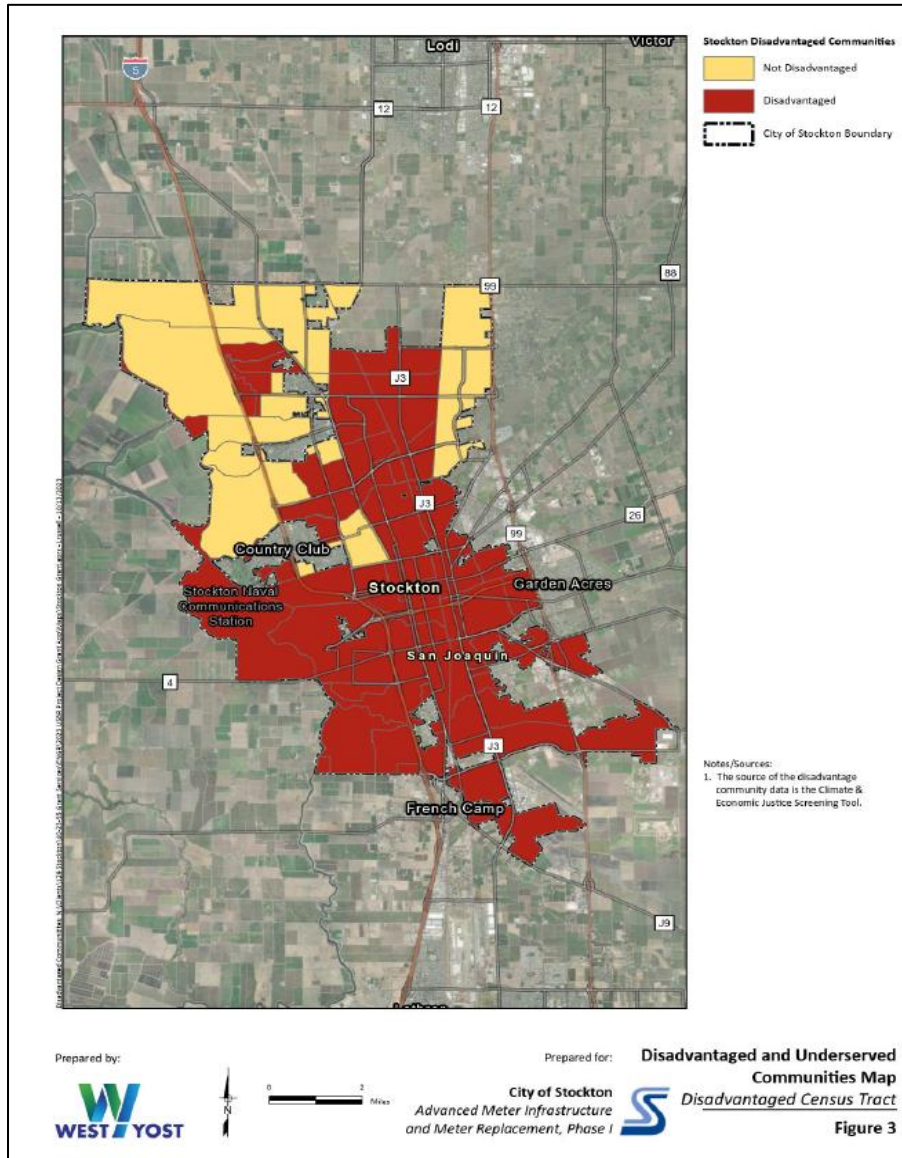 Lodi
Victor
5
12
12
88
99
J3
J3
26
99
Country Club
Stockton
Garden Acres
Stockton Naval
Communications
Station
San Joaquin
4
J3
French Camp
J9
Lathrop
Stockton Disadvantaged Communities
Not Disadvantaged
Disadvantaged
City of Stockton Boundary
Notes/Sources:
1. The source of the disadvantage
community data is the Climate &
Economic Justice Screening Tool.
Prepared by:
WEST YOST
N
0
2
Miles
Prepared for:
City of Stockton
Advanced Meter Infrastructure
and Meter Replacement, Phase I
Disadvantaged and Underserved
Communities Map
Disadvantaged Census Tract
Figure 3